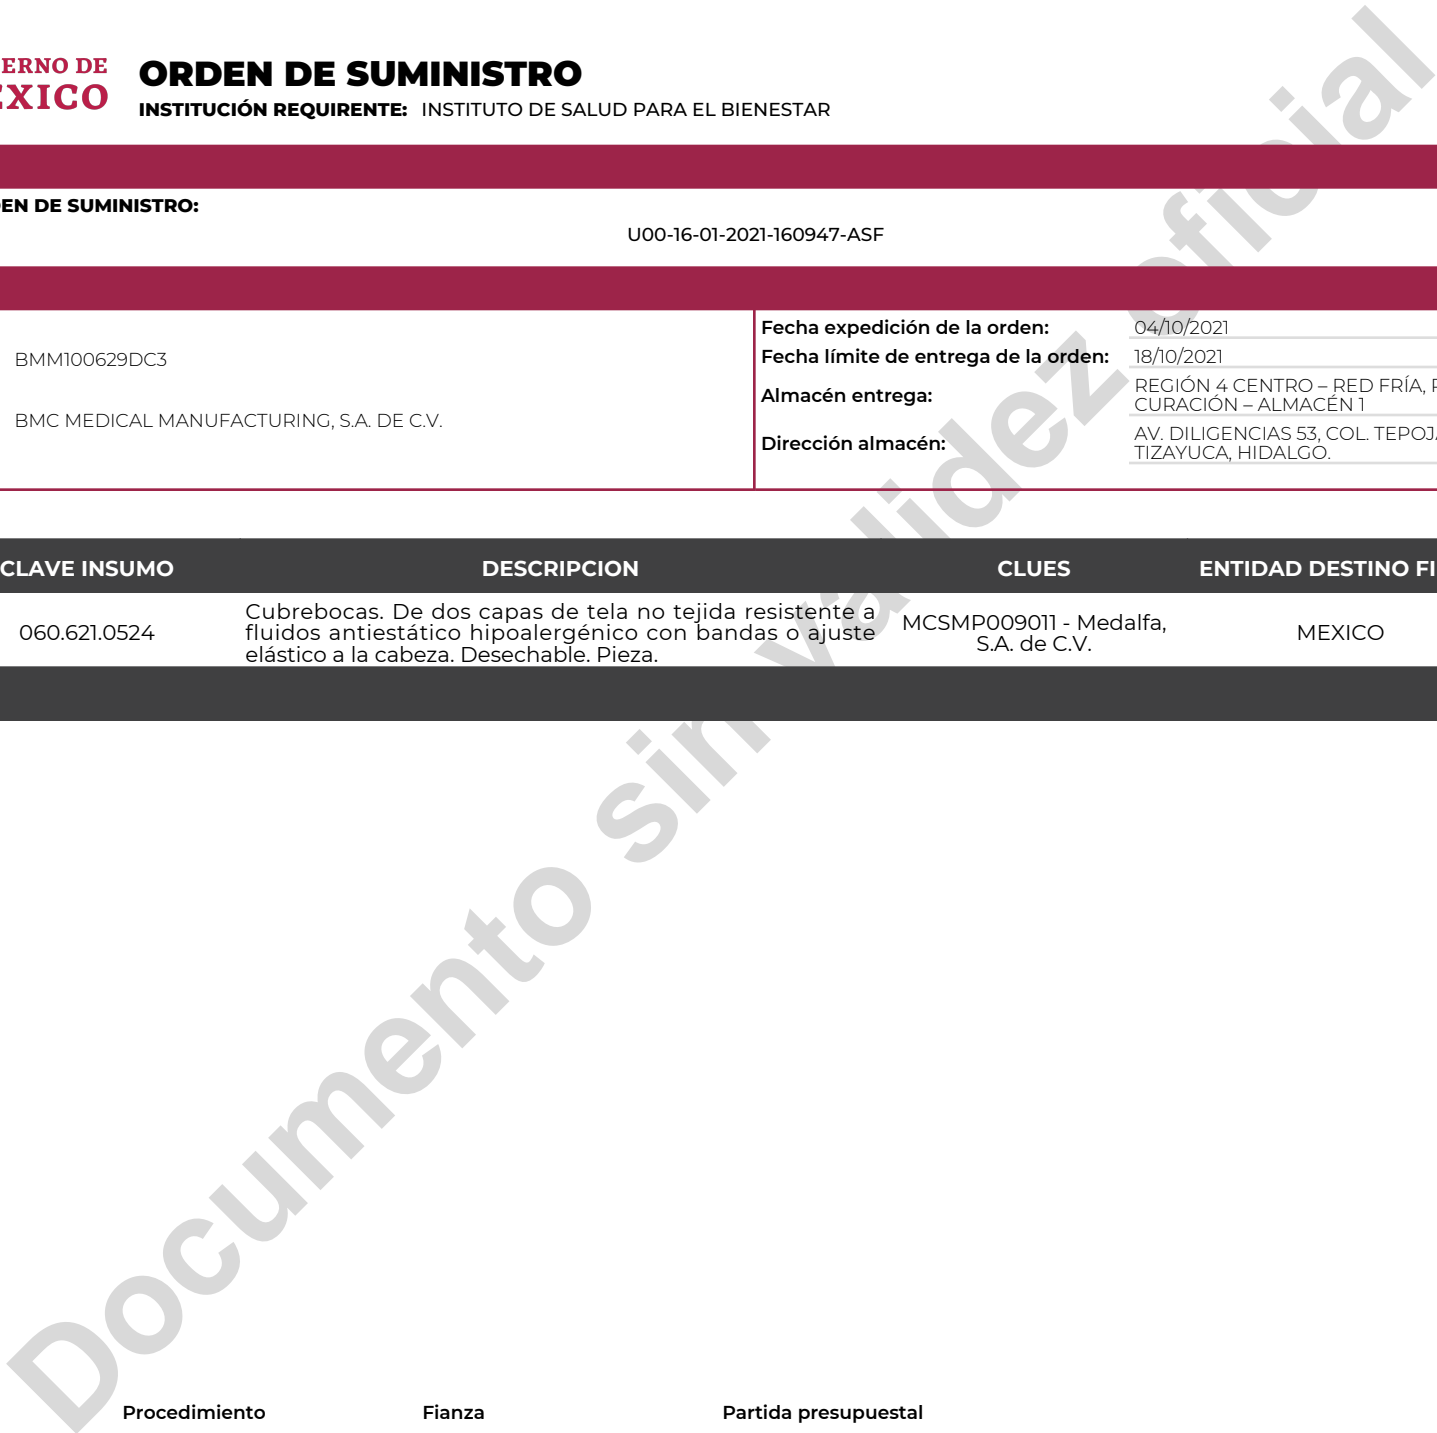 ERNO DE
EXICO
ORDEN DE SUMINISTRO
INSTITUCIÓN REQUIRENTE: INSTITUTO DE SALUD PARA EL BIENESTAR
EN DE SUMINISTRO:
U00-16-01-2021-160947-ASF
BMM100629DC3
BMC MEDICAL MANUFACTURING, S.A. DE C.V.
Fecha expedición de la orden: 04/10/2021
Fecha límite de entrega de la orden: 18/10/2021
Almacén entrega: REGIÓN 4 CENTRO – RED FRÍA,
CURACIÓN – ALMACÉN 1
Dirección almacén: AV. DILIGENCIAS 53, COL. TEPOJ
TIZAYUCA, HIDALGO.
CLAVE INSUMO DESCRIPCION CLUES ENTIDAD DESTINO FI
060.621.0524
Cubrebocas. De dos capas de tela no tejida resistente a
fluidos antiestático hipoalergénico con bandas o ajuste
elástico a la cabeza. Desechable. Pieza.
MCSMP009011 - Medalfa,
S.A. de C.V.
MEXICO
Documento sin validez oficial
Procedimiento Fianza Partida presupuestal